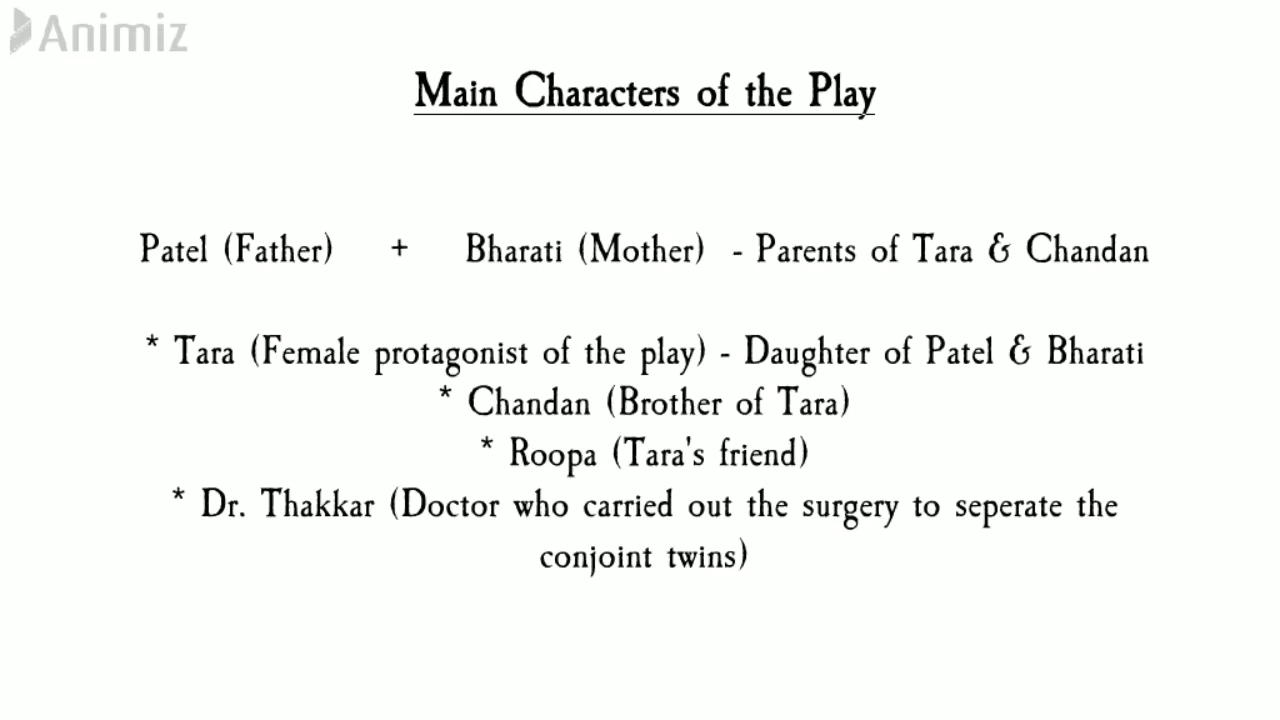 Animiz
Main Characters of the Play
Patel (Father) + Bharati (Mother) - Parents of Tara & Chandan
* Tara (Female protagonist of the play) - Daughter of Patel & Bharati
* Chandan (Brother of Tara)
* Roopa (Tara's friend)
* Dr. Thakkar (Doctor who carried out the surgery to seperate the
conjoint twins)